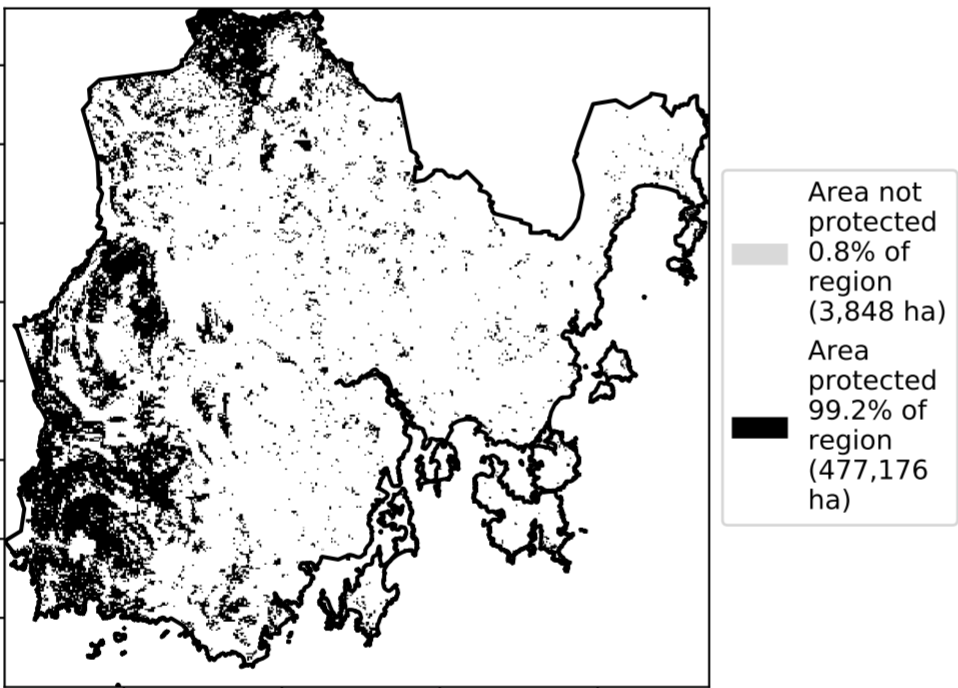 Area not
protected
0.8% of
region
(3,848 ha)
Area
protected
99.2% of
region
(477,176
ha)